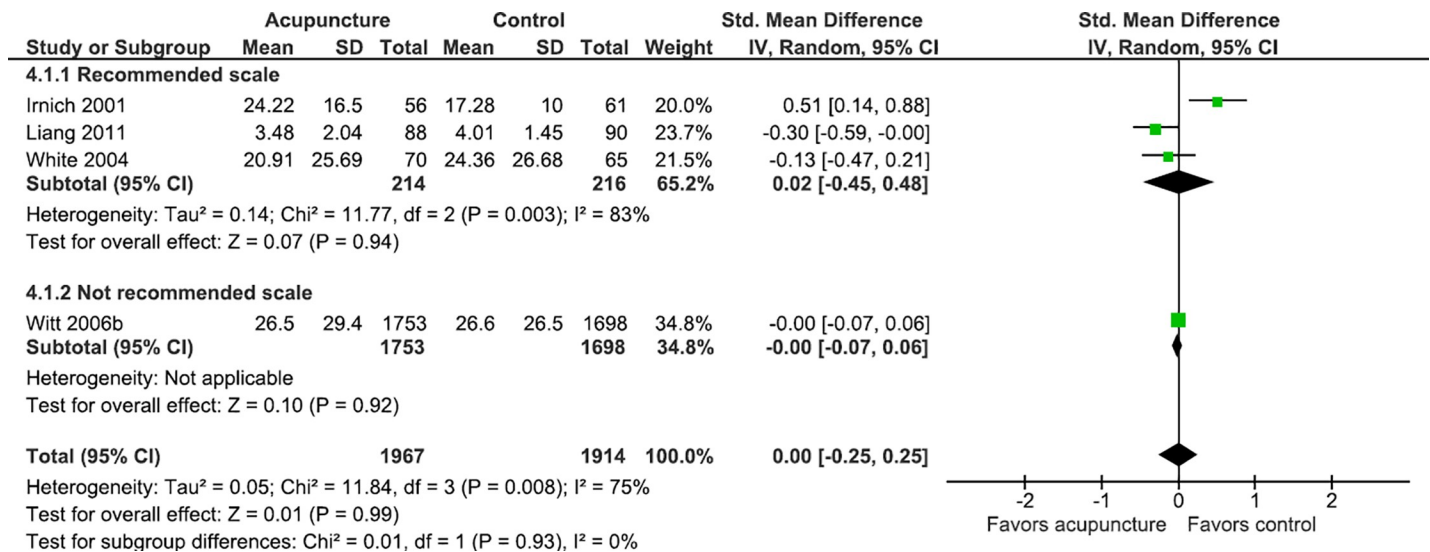 Acupuncture Control Std. Mean Difference Std. Mean Difference
Study or Subgroup Mean SD Total Mean SD Total Weight IV, Random, 95% CI IV, Random, 95% CI
4.1.1 Recommended scale
Irnich 2001 24.22 16.5 56 17.28 10 61 20.0% 0.51 [0.14, 0.88]
Liang 2011 3.48 2.04 88 4.01 1.45 90 23.7% -0.30 [-0.59, -0.00]
White 2004 20.91 25.69 70 24.36 26.68 65 21.5% -0.13 [-0.47, 0.21]
Subtotal (95% CI) 214 216 65.2% 0.02 [-0.45, 0.48]
Heterogeneity: Tau² = 0.14; Chi² = 11.77, df = 2 (P = 0.003); I² = 83%
Test for overall effect: Z = 0.07 (P = 0.94)
4.1.2 Not recommended scale
Witt 2006b 26.5 29.4 1753 26.6 26.5 1698 34.8% -0.00 [-0.07, 0.06]
Subtotal (95% CI) 1753 1698 34.8% -0.00 [-0.07, 0.06]
Heterogeneity: Not applicable
Test for overall effect: Z = 0.10 (P = 0.92)
Total (95% CI) 1967 1914 100.0% 0.00 [-0.25, 0.25]
Heterogeneity: Tau² = 0.05; Chi² = 11.84, df = 3 (P = 0.008); I² = 75%
Test for overall effect: Z = 0.01 (P = 0.99)
Test for subgroup differences: Chi² = 0.01, df = 1 (P = 0.93), I² = 0%
-2 -1 0 1 2
Favors acupuncture Favors control